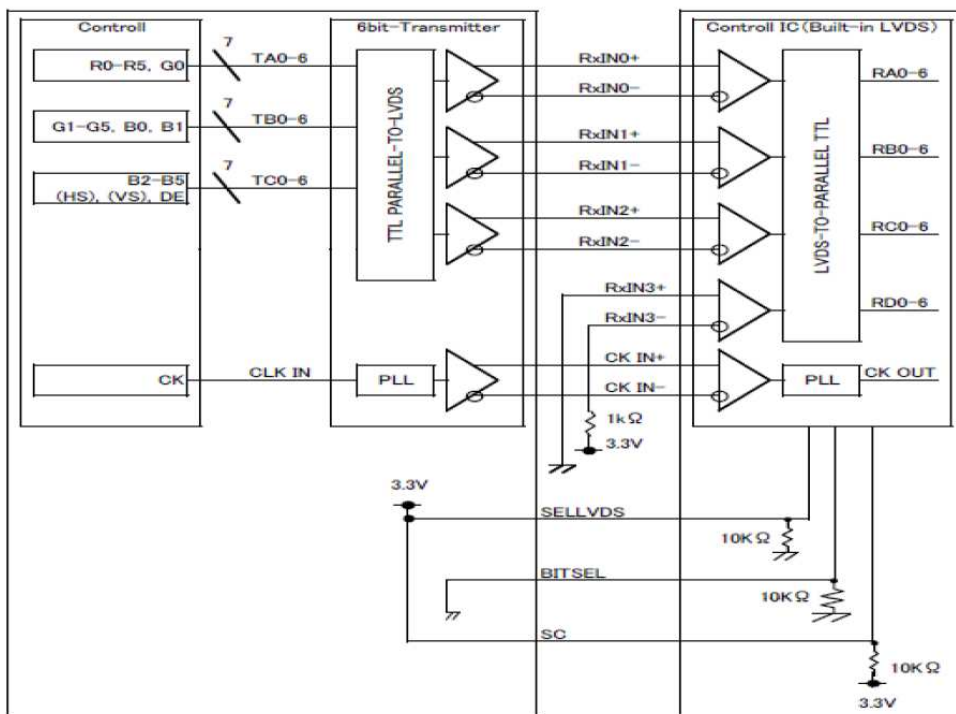 Controll
6bit-Transmitter
Controll IC(Built-in LVDS)
R0-R5, G0
7
TA0-6
RxIN0+
RxIN0-
RA0-6
G1-G5, B0, B1
7
TB0-6
RxIN1+
RxIN1-
RB0-6
B2-B5
(HS), (VS), DE
7
TC0-6
RxIN2+
RxIN2-
RC0-6
TTL PARALLEL-TO-LVDS
LVDS-TO-PARALLEL TTL
RxIN3+
RxIN3-
RD0-6
CK
CLK IN
PLL
CK IN+
CK IN-
PLL
CK OUT
1kΩ
3.3V
3.3V
SELLVDS
10KΩ
BITSEL
10KΩ
SC
10KΩ
3.3V